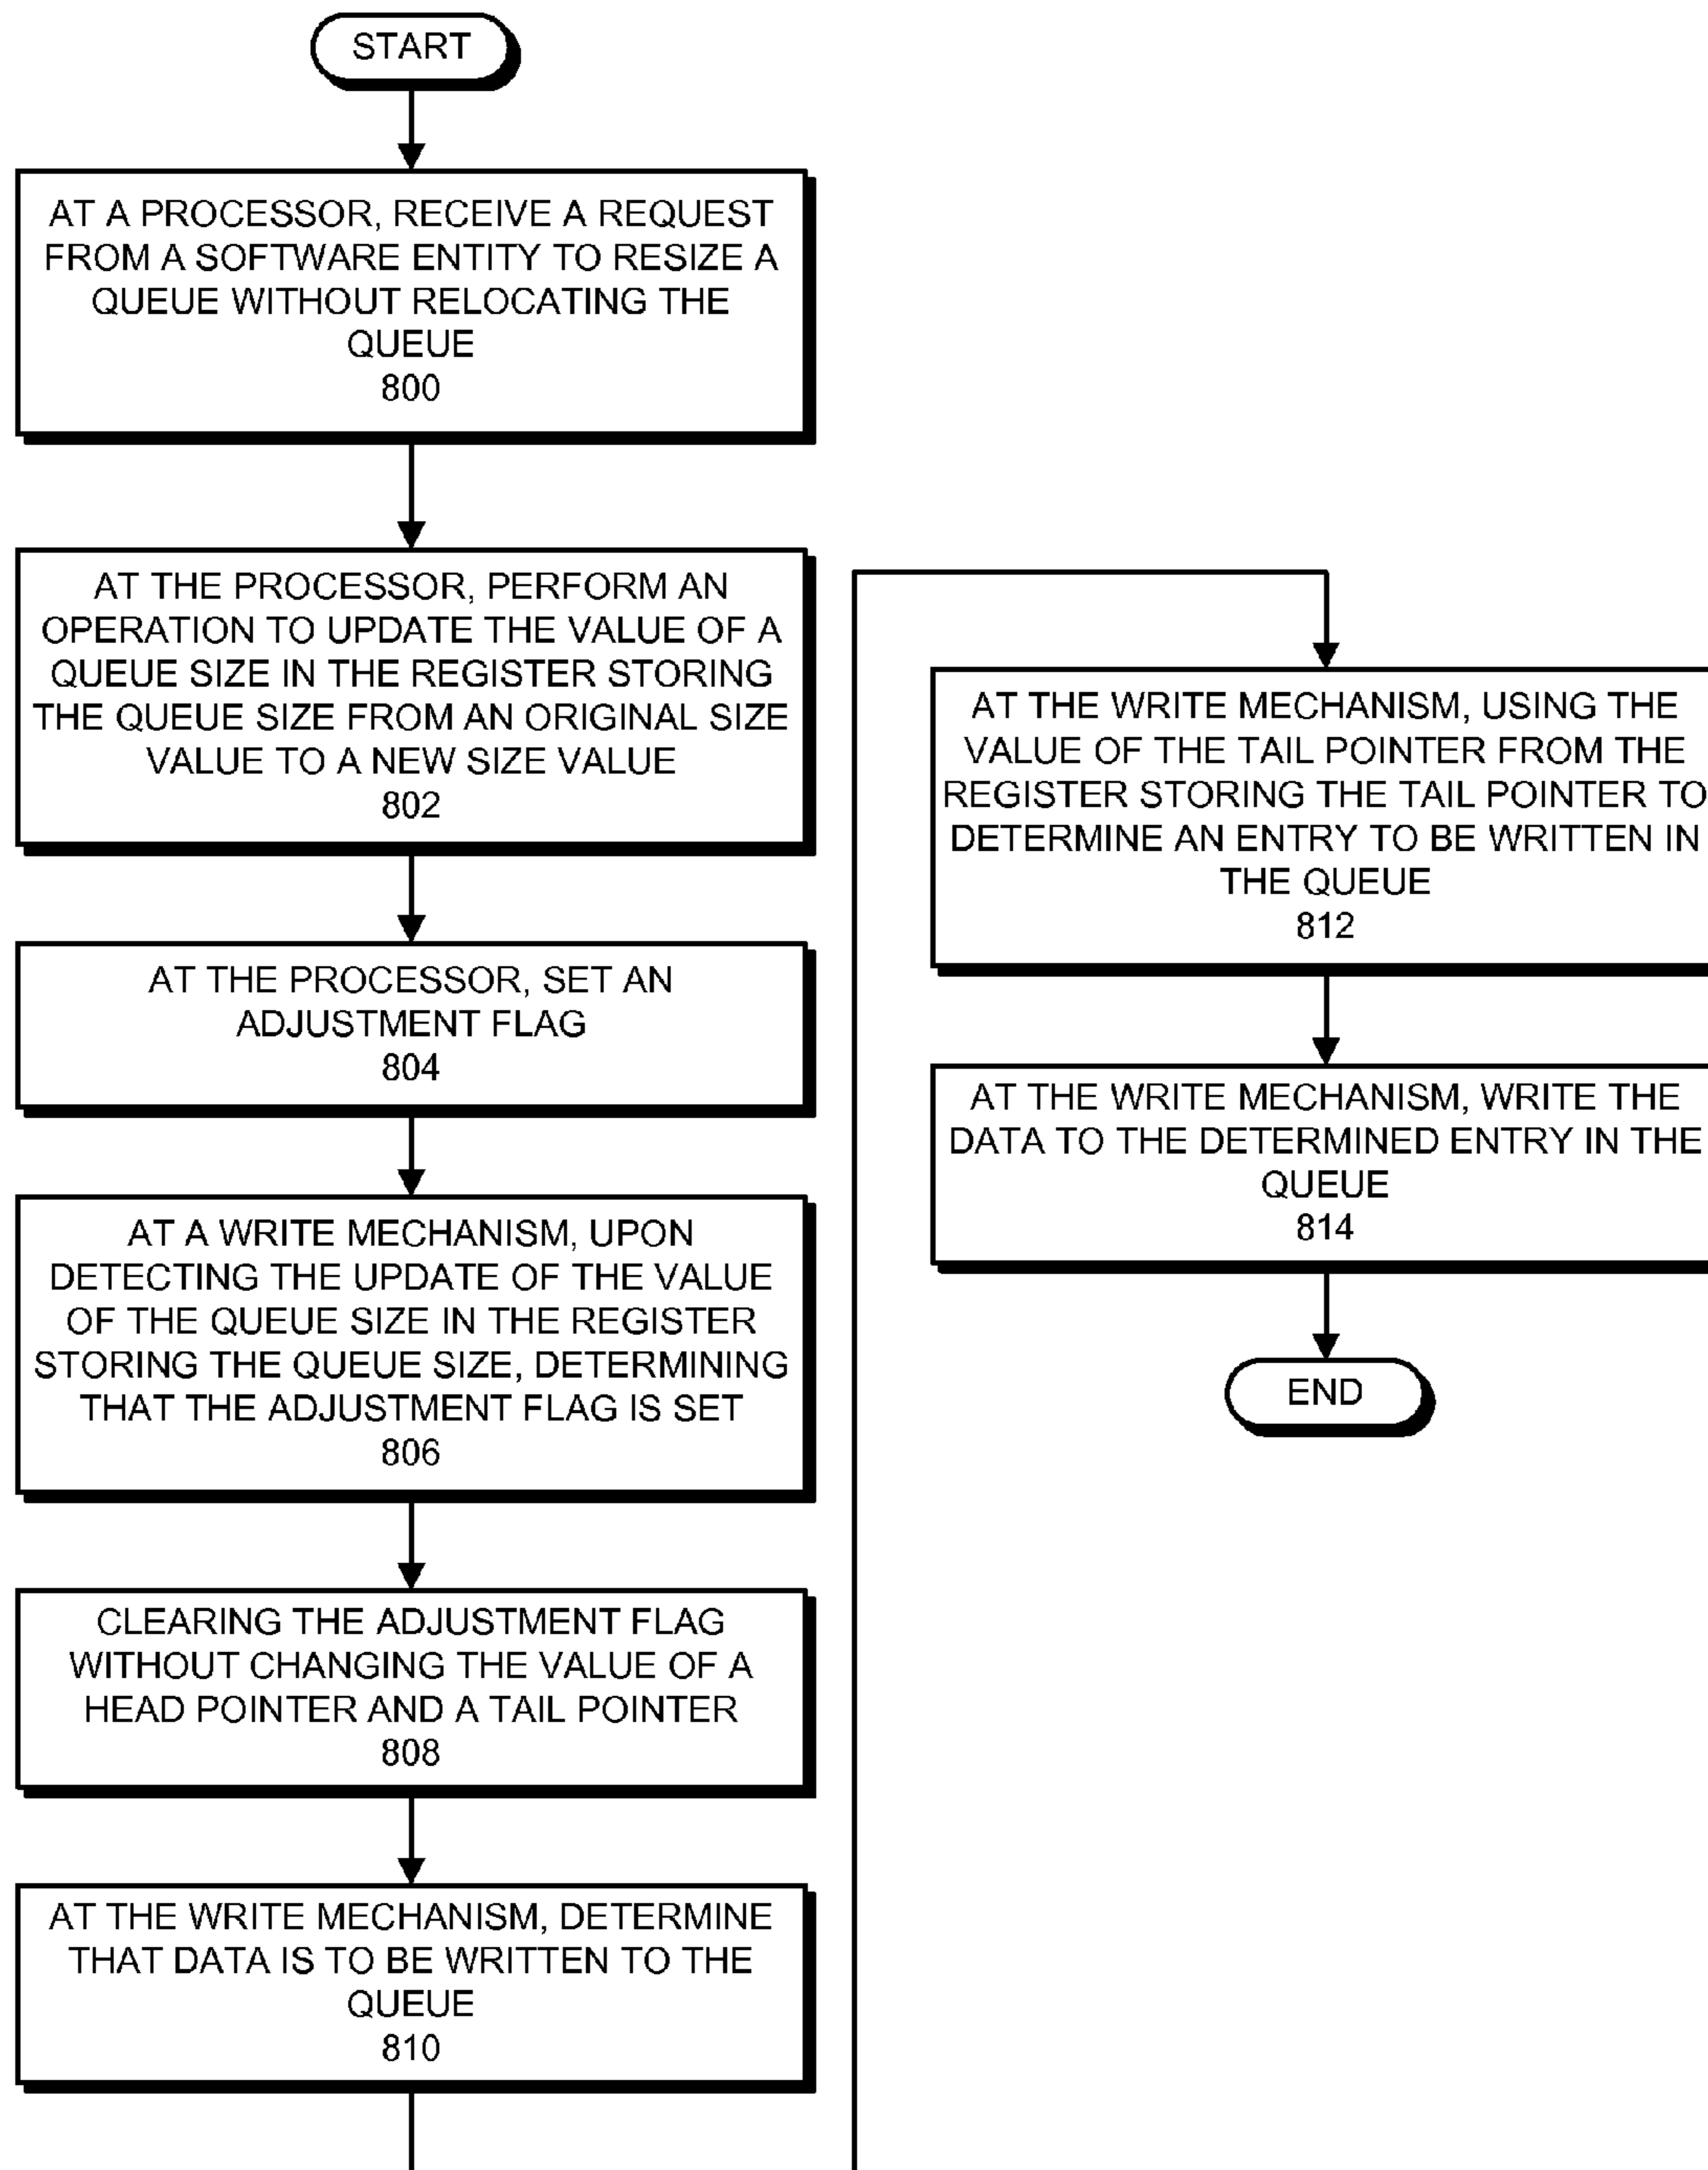 START
AT A PROCESSOR, RECEIVE A REQUEST
FROM A SOFTWARE ENTITY TO RESIZE A
QUEUE WITHOUT RELOCATING THE
QUEUE
800
AT THE PROCESSOR, PERFORM AN
OPERATION TO UPDATE THE VALUE OF A
QUEUE SIZE IN THE REGISTER STORING
THE QUEUE SIZE FROM AN ORIGINAL SIZE
VALUE TO A NEW SIZE VALUE
802
AT THE PROCESSOR, SET AN
ADJUSTMENT FLAG
804
AT A WRITE MECHANISM, UPON
DETECTING THE UPDATE OF THE VALUE
OF THE QUEUE SIZE IN THE REGISTER
STORING THE QUEUE SIZE, DETERMINING
THAT THE ADJUSTMENT FLAG IS SET
806
CLEARING THE ADJUSTMENT FLAG
WITHOUT CHANGING THE VALUE OF A
HEAD POINTER AND A TAIL POINTER
808
AT THE WRITE MECHANISM, DETERMINE
THAT DATA IS TO BE WRITTEN TO THE
QUEUE
810
AT THE WRITE MECHANISM, USING THE
VALUE OF THE TAIL POINTER FROM THE
REGISTER STORING THE TAIL POINTER TO
DETERMINE AN ENTRY TO BE WRITTEN IN
THE QUEUE
812
AT THE WRITE MECHANISM, WRITE THE
DATA TO THE DETERMINED ENTRY IN THE
QUEUE
814
END